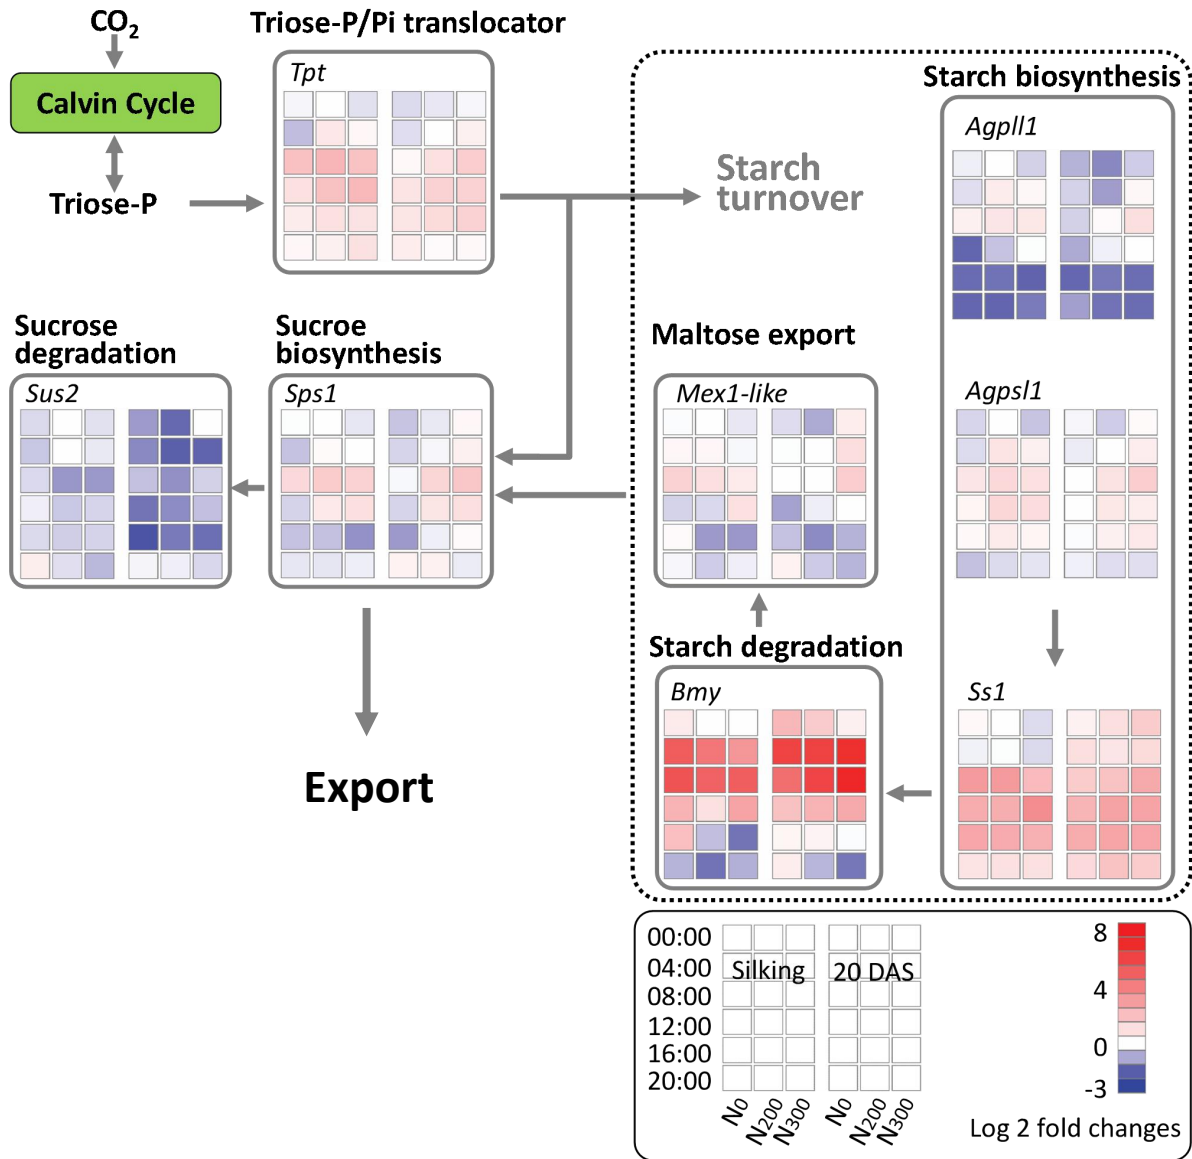 CO2
Triose-P/Pi translocator
Tpt
Calvin Cycle
Triose-P
Starch
turnover
Starch biosynthesis
Agpll1
Sucrose
degradation
Sus2
Sucroe
biosynthesis
Sps1
Maltose export
Mex1-like
Agpsl1
Starch degradation
Bmy
Ss1
Export
00:00
04:00
08:00
12:00
16:00
20:00
Silking
20 DAS
N0
N200
N300
N0
N200
N300
8
4
0
-3
Log 2 fold changes